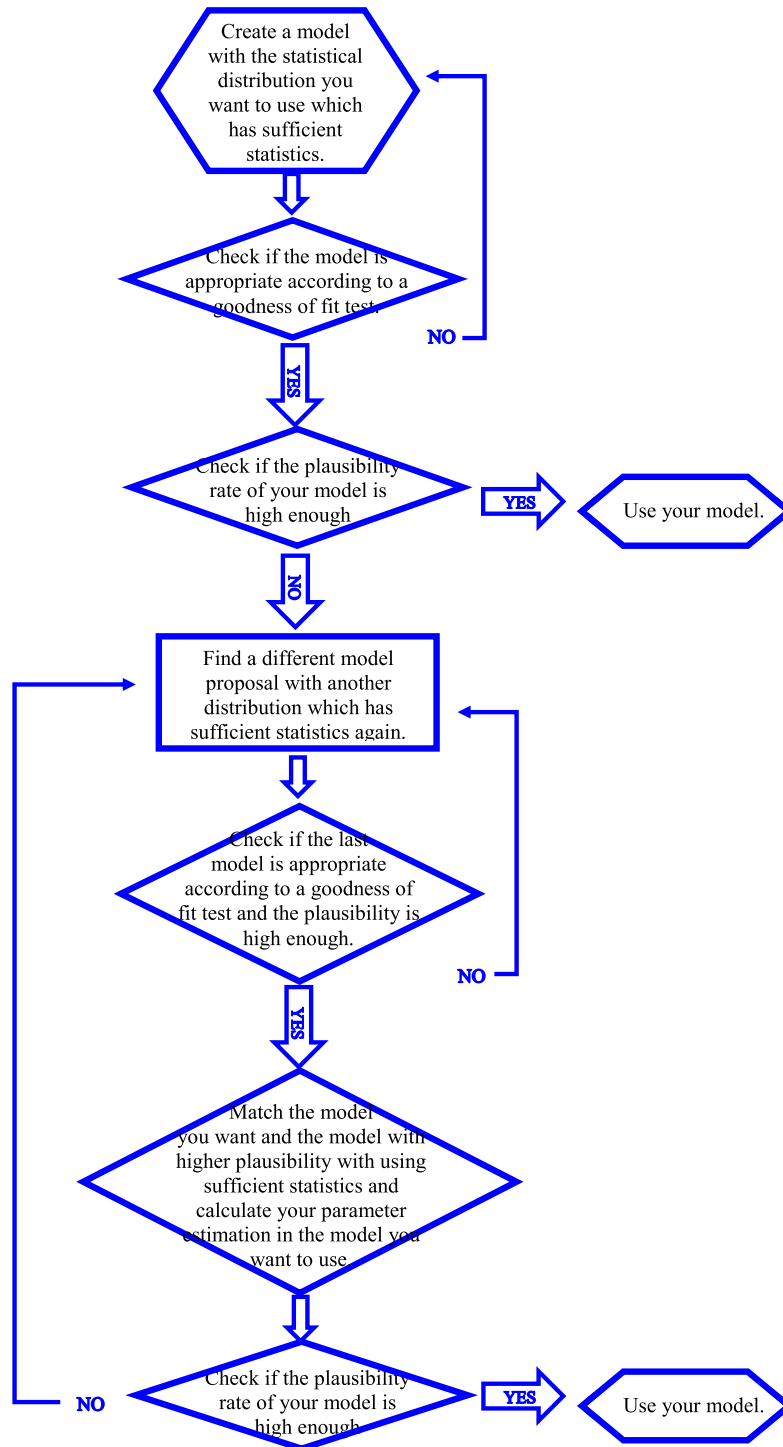 Create a model
with the statistical
distribution you
want to use which
has sufficient
statistics.
Check if the model is
appropriate according to a
goodness of fit test.
NO
YES
Check if the plausibility
rate of your model is
high enough
YES
Use your model.
NO
Find a different model
proposal with another
distribution which has
sufficient statistics again.
Check if the last
model is appropriate
according to a goodness of
fit test and the plausibility is
high enough.
NO
YES
Match the model
you want and the model with
higher plausibility with using
sufficient statistics and
calculate your parameter
estimation in the model you
want to use
Check if the plausibility
rate of your model is
high enough
NO
YES
Use your model.